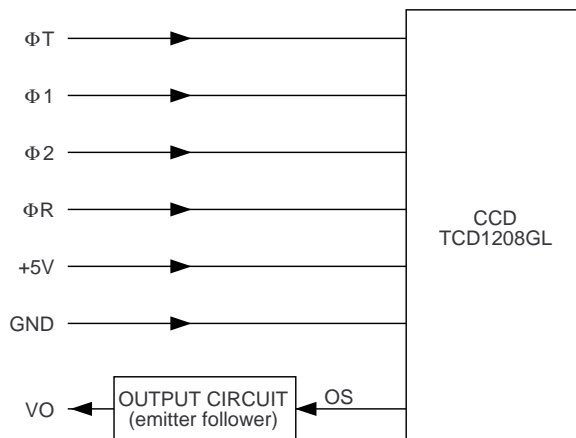 ΦT
Φ1
Φ2
ΦR
+5V
GND
CCD
TCD1208GL
VO
OUTPUT CIRCUIT
(emitter follower)
OS